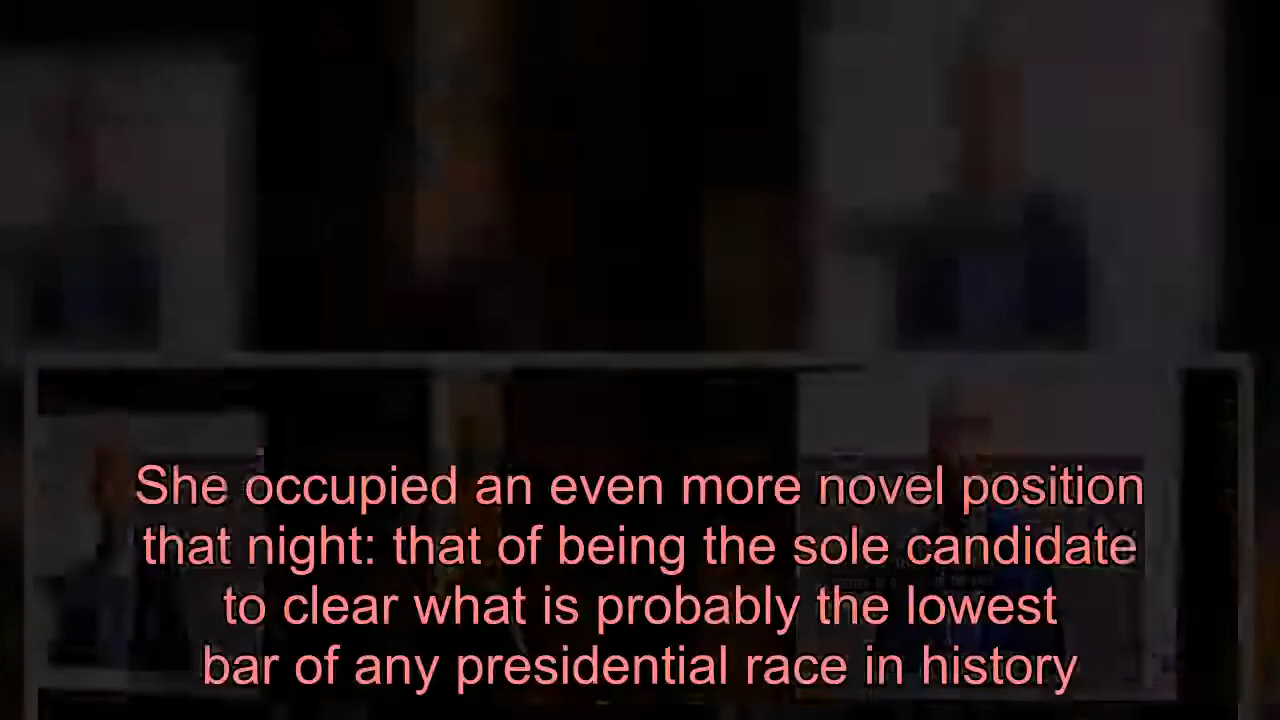 She occupied an even more novel position
that night: that of being the sole candidate
to clear what is probably the lowest
bar of any presidential race in history